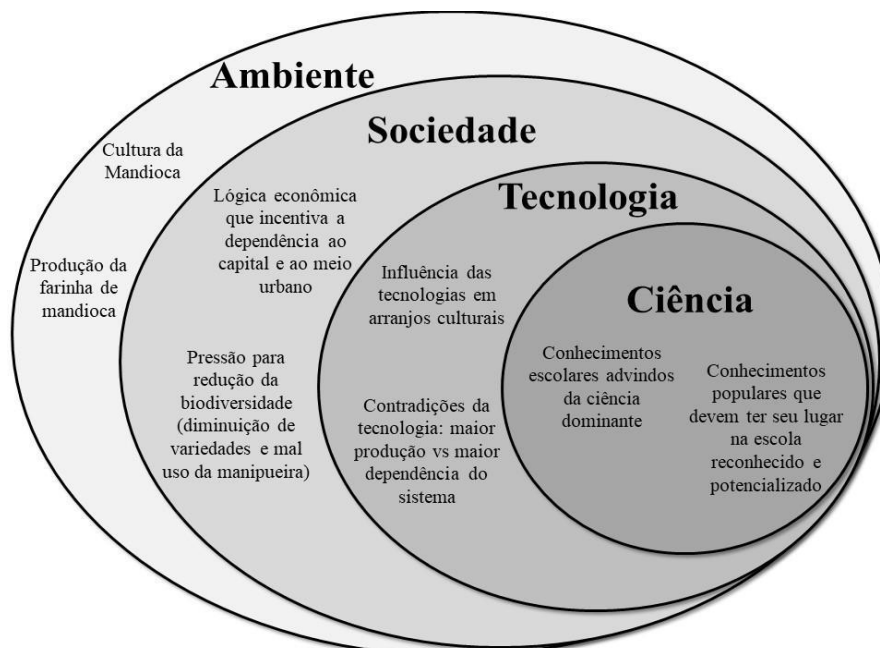 Ambiente
Cultura da
Mandioca
Produção da
farinha de
mandioca
Sociedade
Lógica econômica
que incentiva a
dependência ao
capital e ao meio
urbano
Pressão para
redução da
biodiversidade
(diminuição de
variedades e mal
uso da manipueira)
Tecnologia
Influência das
tecnologias em
arranjos culturais
Contradições da
tecnologia: maior
produção vs maior
dependência do
sistema
Ciência
Conhecimentos
escolares advindos
da ciência
dominante
Conhecimentos
populares que
devem ter seu lugar
na escola
reconhecido e
potencializado